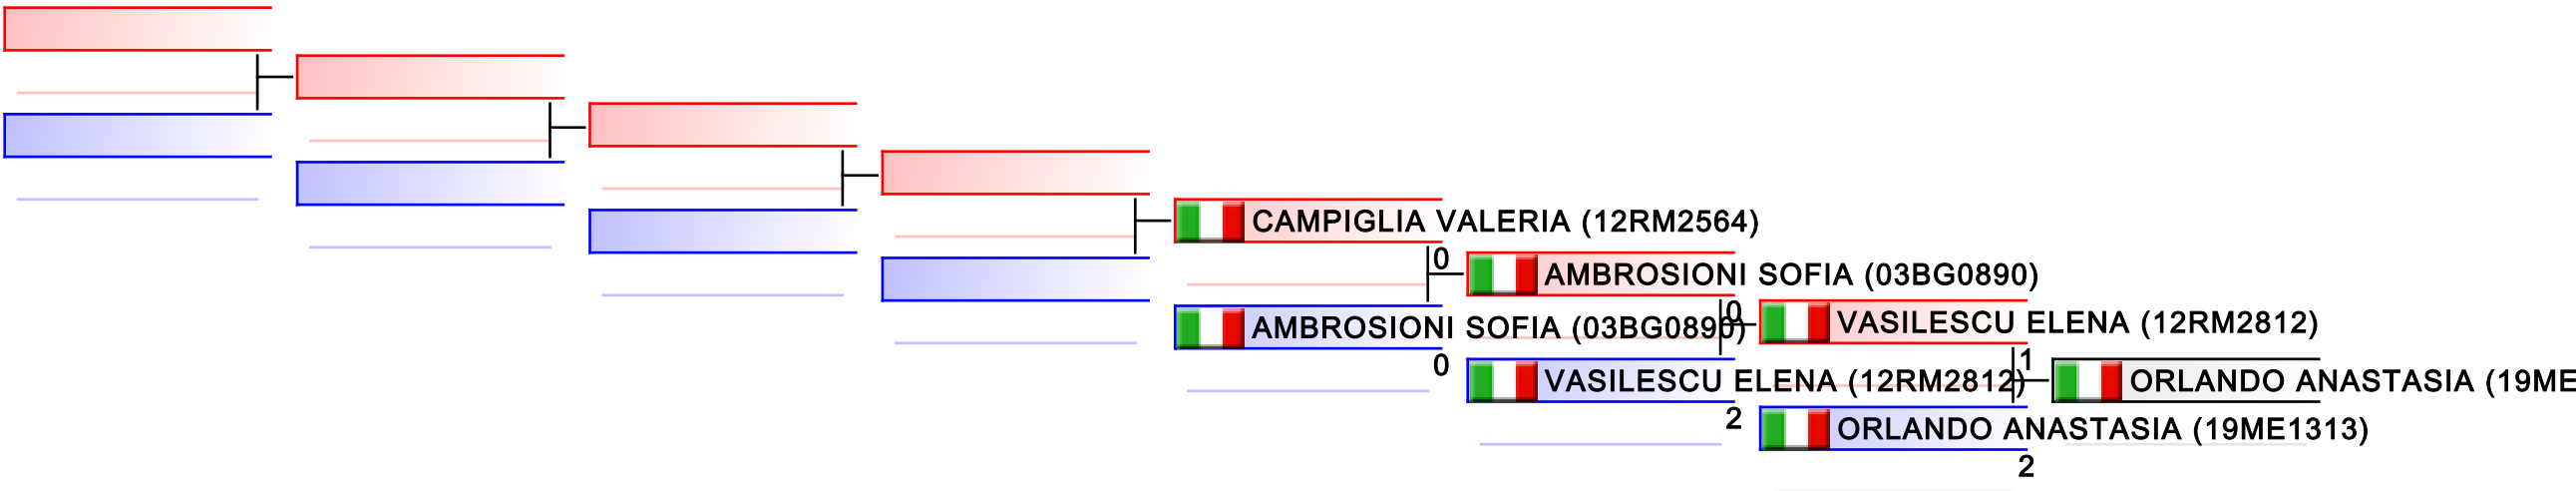 CAMPIGLIA VALERIA (12RM2564)
0
AMBROSIONI SOFIA (03BG0890)
AMBROSIONI SOFIA (03BG0890)
0
0
VASILESCU ELENA (12RM2812)
VASILESCU ELENA (12RM2812)
2
1
ORLANDO ANASTASIA (19ME
ORLANDO ANASTASIA (19ME1313)
2